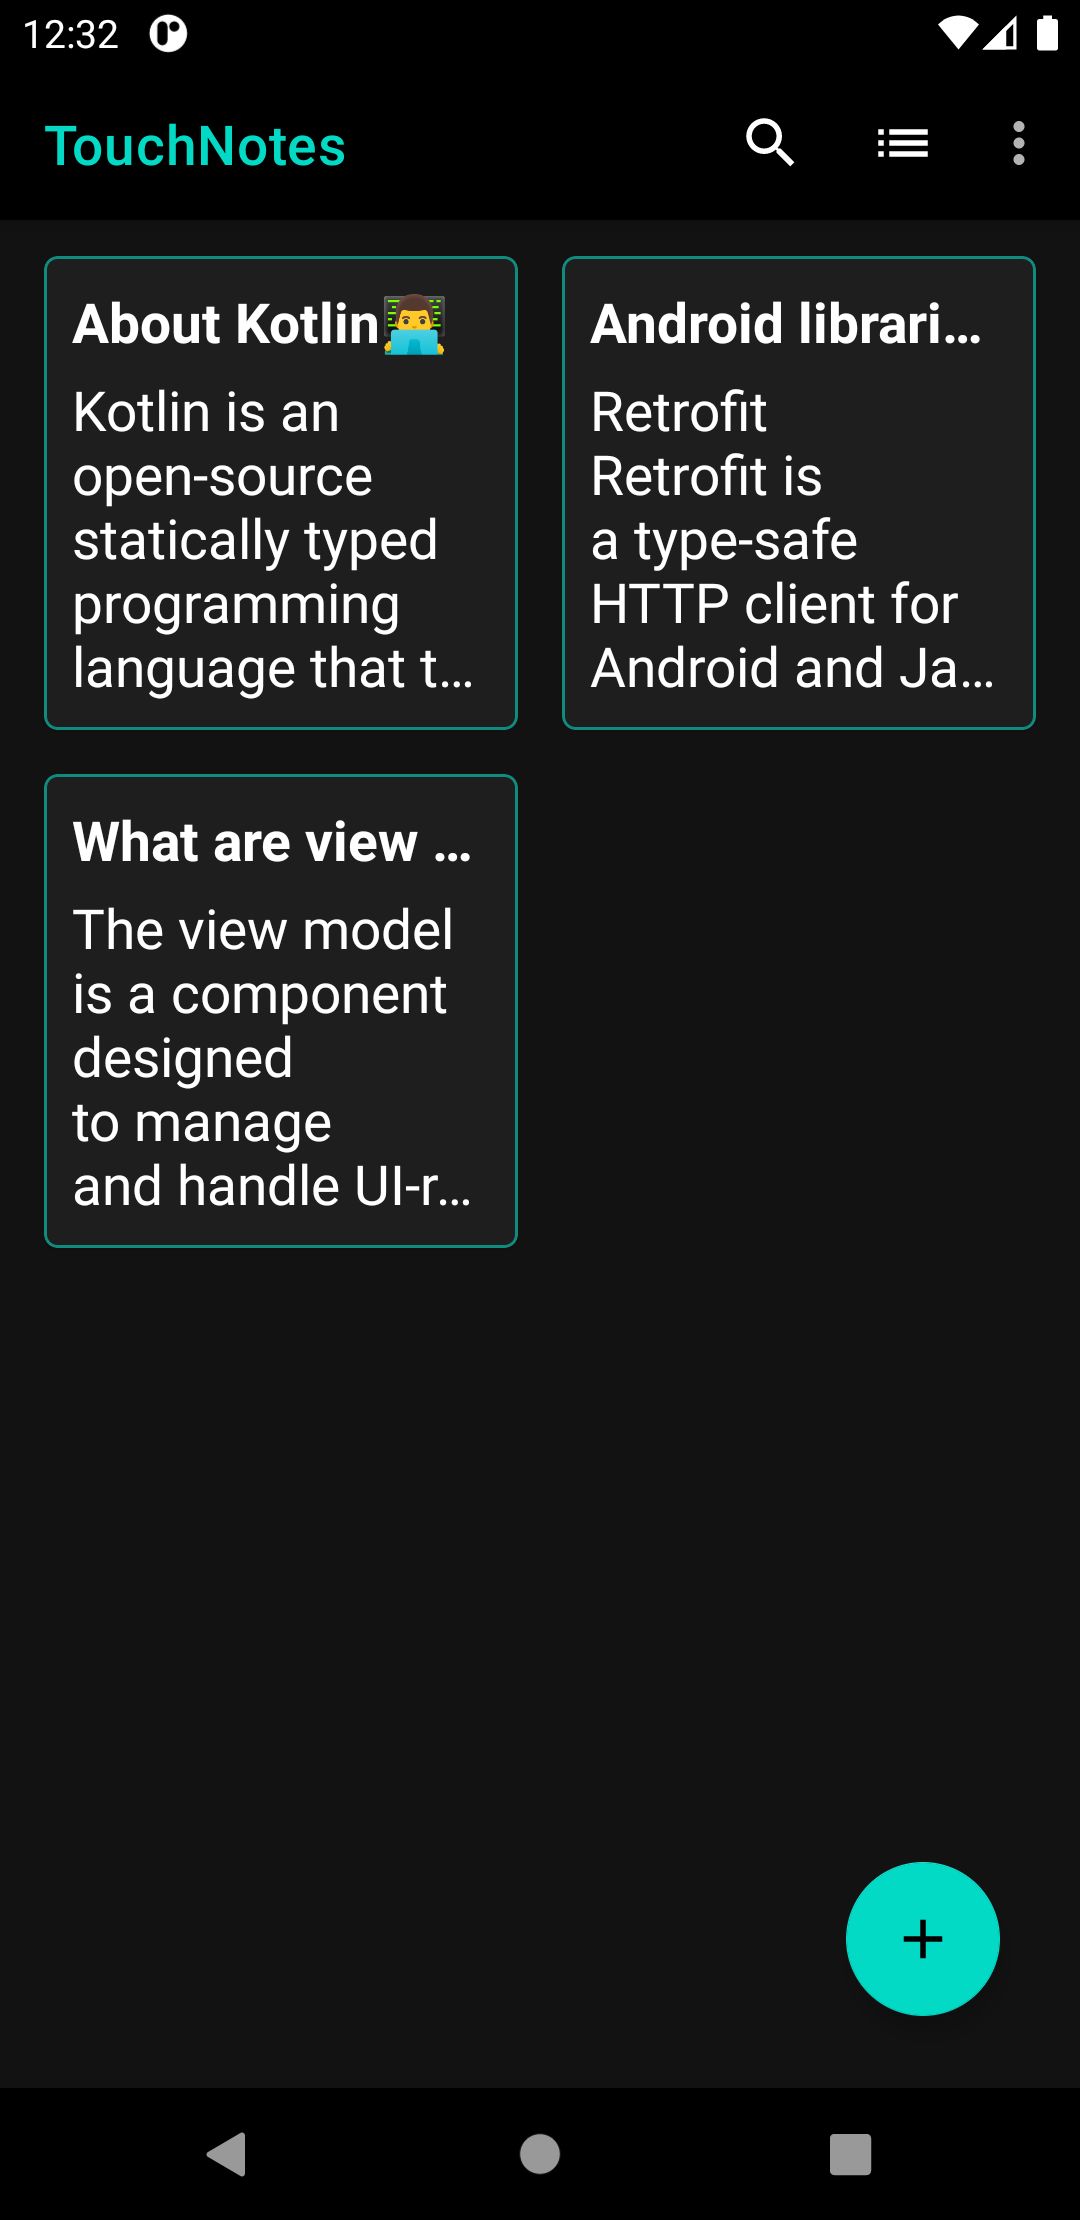 12:32
TouchNotes
About Kotlin👨‍💻
Kotlin is an
open-source
statically typed
programming
language that t...
Android librari...
Retrofit
Retrofit is
a type-safe
HTTP client for
Android and Ja...
What are view ...
The view model
is a component
designed
to manage
and handle UI-r...